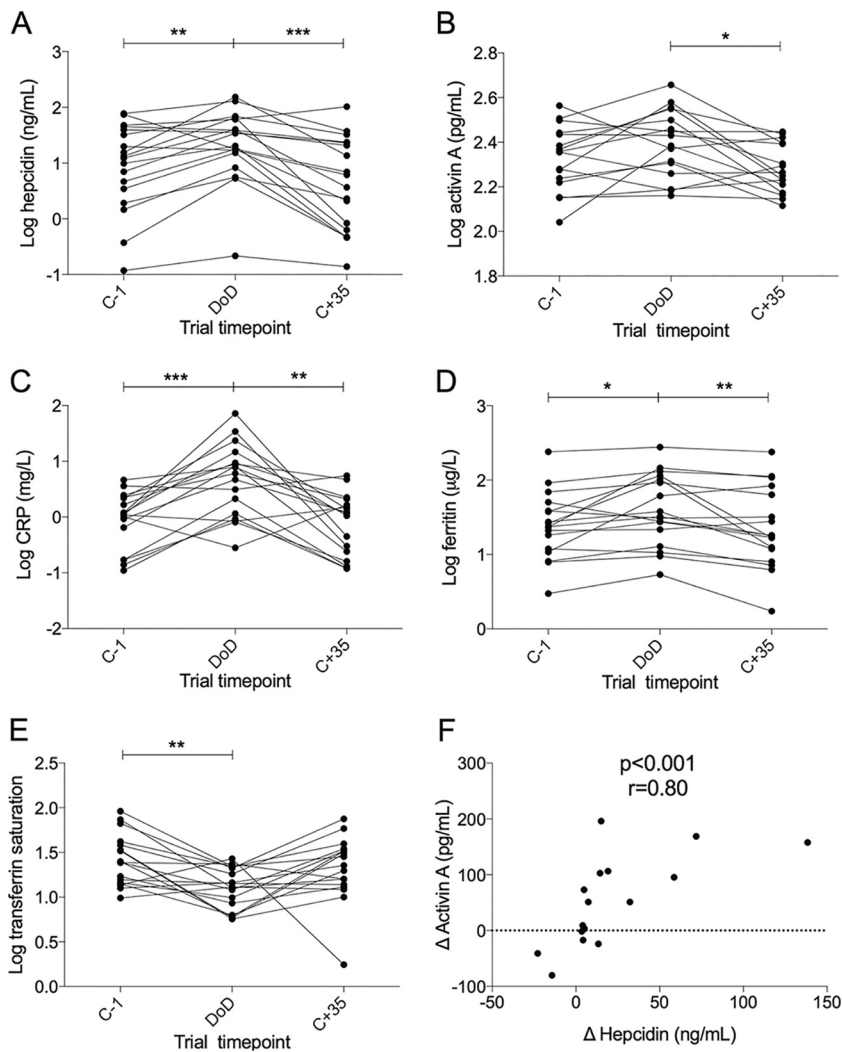 A
** ***
3
2
1
0
-1
Log hepcidin (ng/mL)
C-1 DoD C+35
Trial timepoint
B
*
2.8
2.6
2.4
2.2
2.0
1.8
Log activin A (pg/mL)
C-1 DoD C+35
Trial timepoint
C
*** **
2
1
0
-1
-2
Log CRP (mg/L)
C-1 DoD C+35
Trial timepoint
D
* **
3
2
1
0
Log ferritin (µg/L)
C-1 DoD C+35
Trial timepoint
E
**
2.5
2.0
1.5
1.0
0.5
0.0
Log transferrin saturation
C-1 DoD C+35
Trial timepoint
F
p<0.001
r=0.80
300
200
100
0
-100
Δ Activin A (pg/mL)
-50 0 50 100 150
Δ Hepcidin (ng/mL)